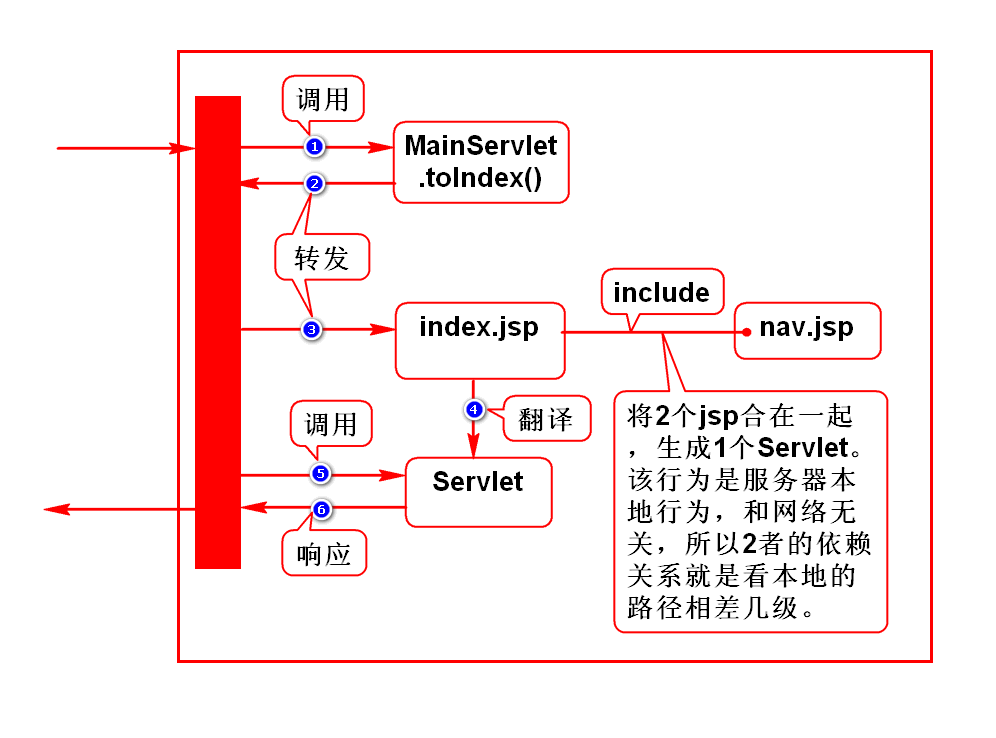 调用
1
MainServlet
.toIndex()
2
转发
3
index.jsp
include
nav.jsp
4
翻译
将2个jsp合在一起
，生成1个Servlet。
该行为是服务器本
地行为，和网络无
关，所以2者的依赖
关系就是看本地的
路径相差几级。
调用
5
Servlet
6
响应